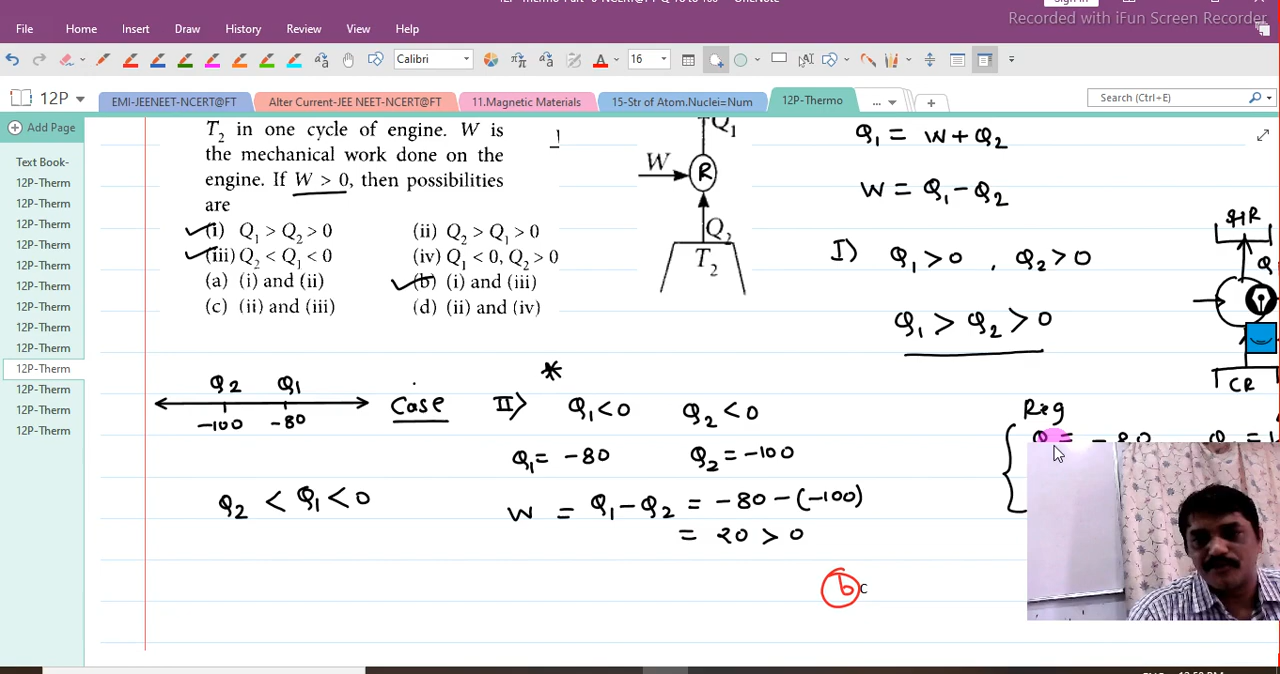 Recorded with iFun Screen Recorder
File Home Insert Draw History Review View Help
Calibri 16
12P EMI-JEENEET-NCERT@FT Alter Current-JEE NEET-NCERT@FT 11.Magnetic Materials 15-Str of Atom.Nuclei=Num 12P-Thermo ... Search (Ctrl+E)
Add Page
Text Book-
12P-Therm
12P-Therm
12P-Therm
12P-Therm
12P-Therm
12P-Therm
12P-Therm
12P-Therm
12P-Therm
12P-Therm
12P-Therm
12P-Therm
12P-Therm
T₂ in one cycle of engine. W is
the mechanical work done on the
engine. If W > 0, then possibilities
are
(i) Q₁ > Q₂ > 0 (ii) Q₂ > Q₁ > 0
(iii) Q₂ < Q₁ < 0 (iv) Q₁ < 0, Q₂ > 0
(a) (i) and (ii) (b) (i) and (iii)
(c) (ii) and (iii) (d) (ii) and (iv)
Q₁
W R
Q₂
T₂
Q₁ = W + Q₂
W = Q₁ - Q₂
I) Q₁ > 0 , Q₂ > 0
Q₁ > Q₂ > 0
HR
Q
CR
Q₂ Q₁
-100 -80
Q₂ < Q₁ < 0
*
Case II) Q₁ < 0 Q₂ < 0
Q₁ = -80 Q₂ = -100
W = Q₁ - Q₂ = -80 - (-100)
= 20 > 0
b c
Reg